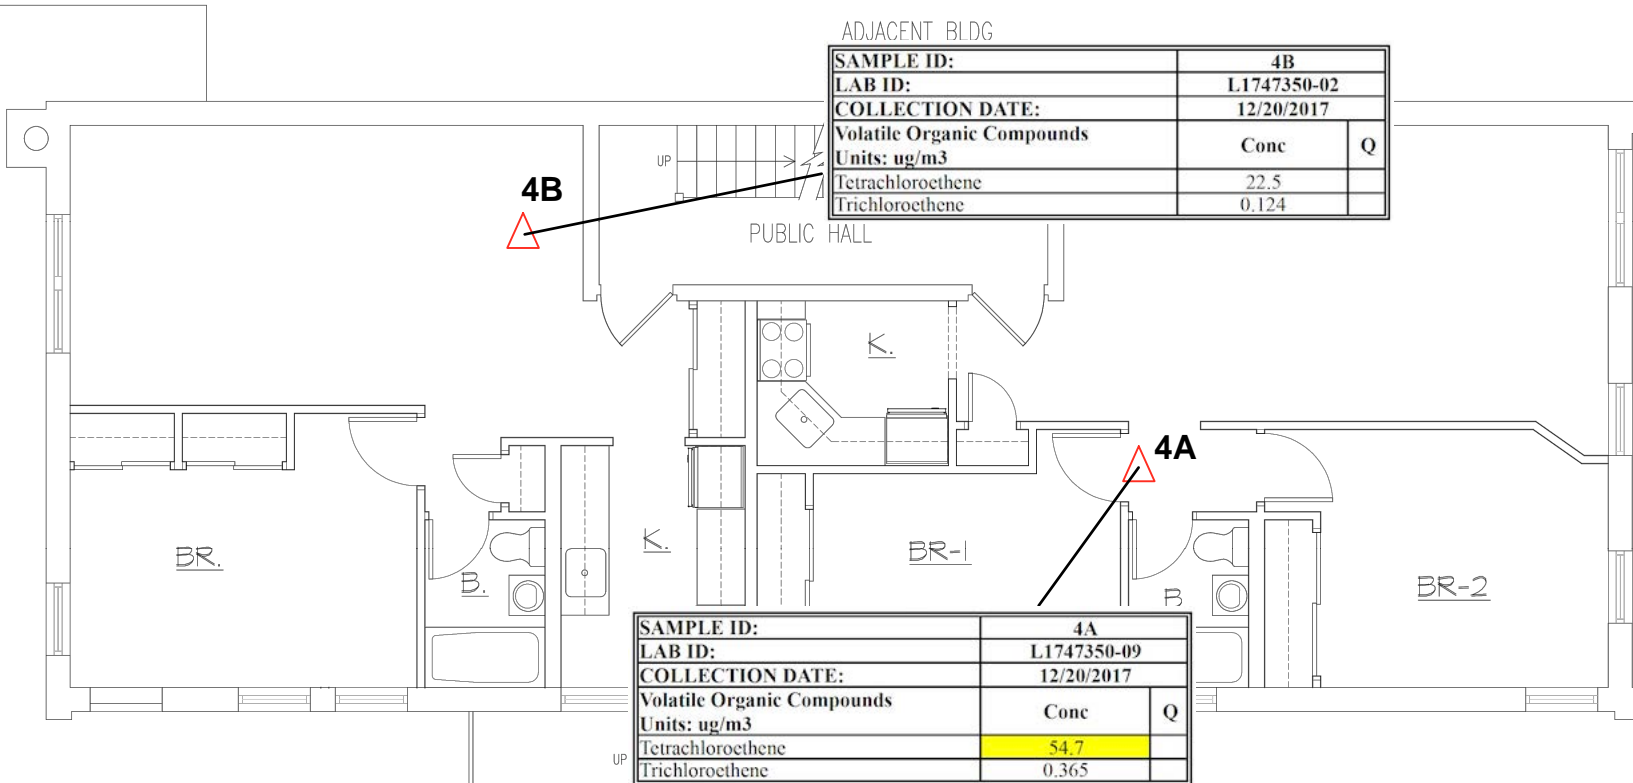 ADJACENT BLDG
SAMPLE ID: 4B
LAB ID: L1747350-02
COLLECTION DATE: 12/20/2017
Volatile Organic Compounds
Units: ug/m3 Conc Q
Tetrachloroethene 22.5
Trichloroethene 0.124
UP
4B
PUBLIC HALL
K.
4A
BR.
B.
K.
BR-1
B
BR-2
SAMPLE ID: 4A
LAB ID: L1747350-09
COLLECTION DATE: 12/20/2017
Volatile Organic Compounds
Units: ug/m3 Conc Q
Tetrachloroethene 54.7
Trichloroethene 0.365
UP